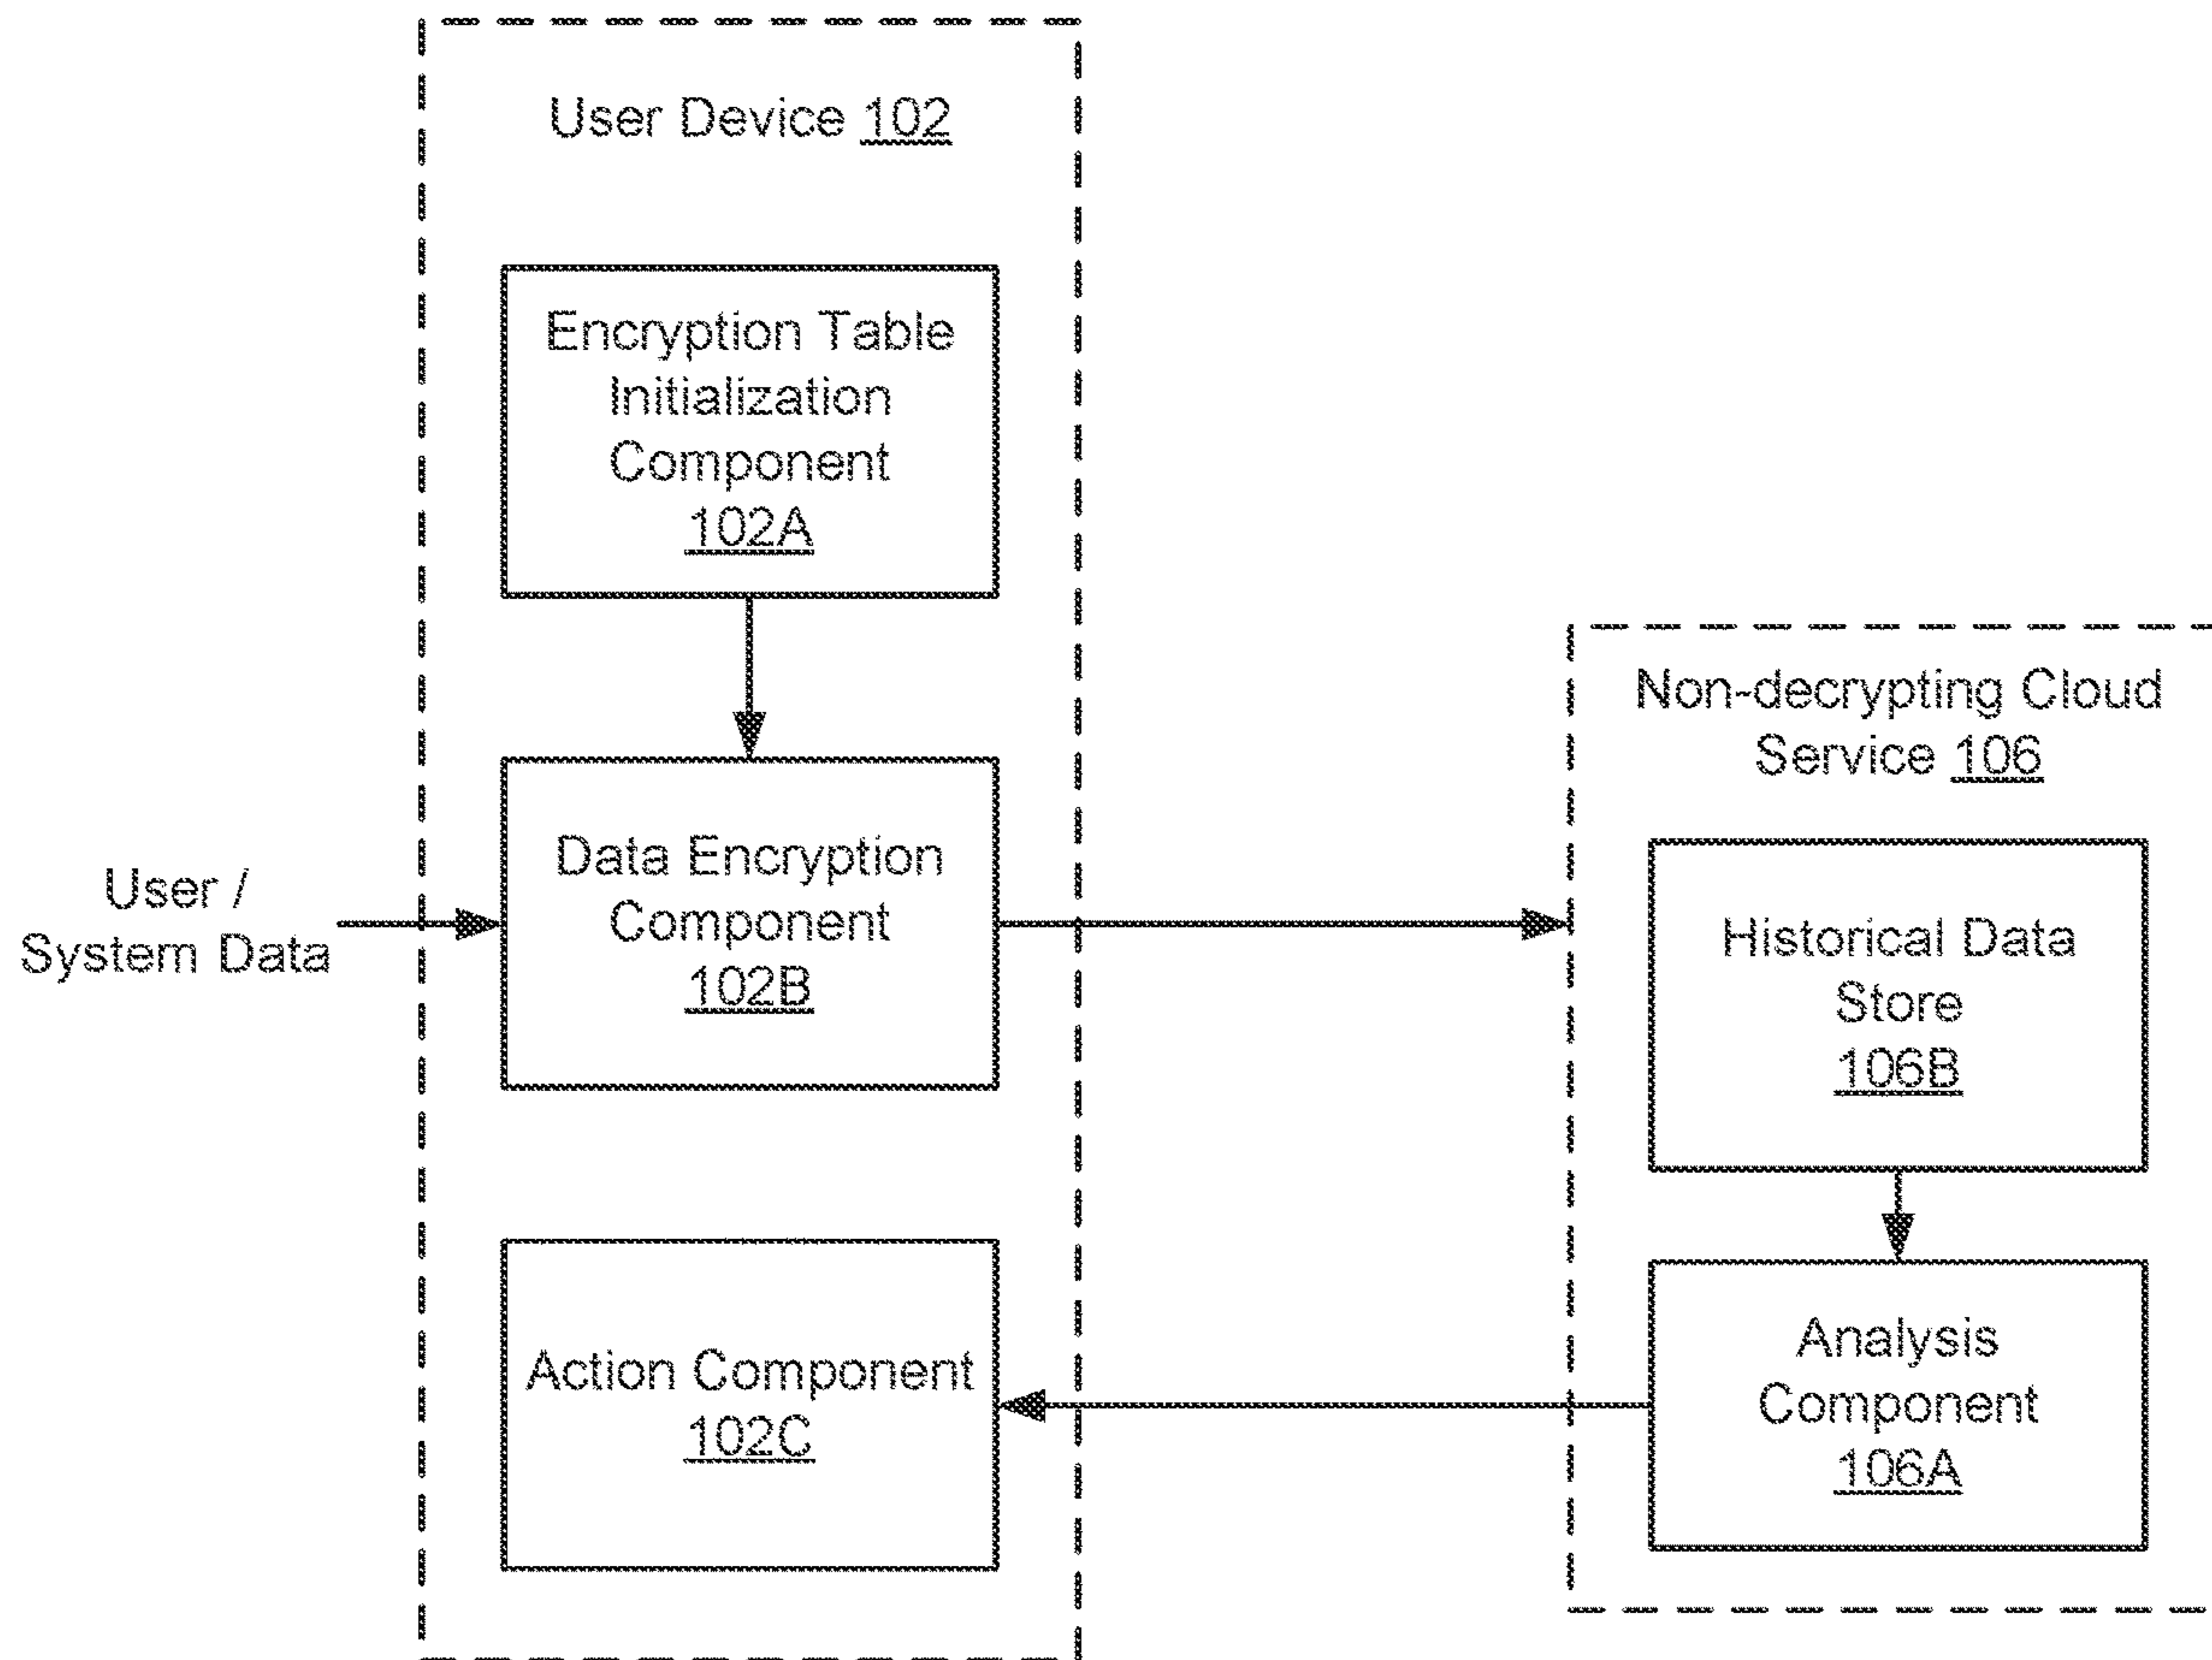 User Device 102
Encryption Table
Initialization
Component
102A
User /
System Data
Data Encryption
Component
102B
Action Component
102C
Non-decrypting Cloud
Service 106
Historical Data
Store
106B
Analysis
Component
106A